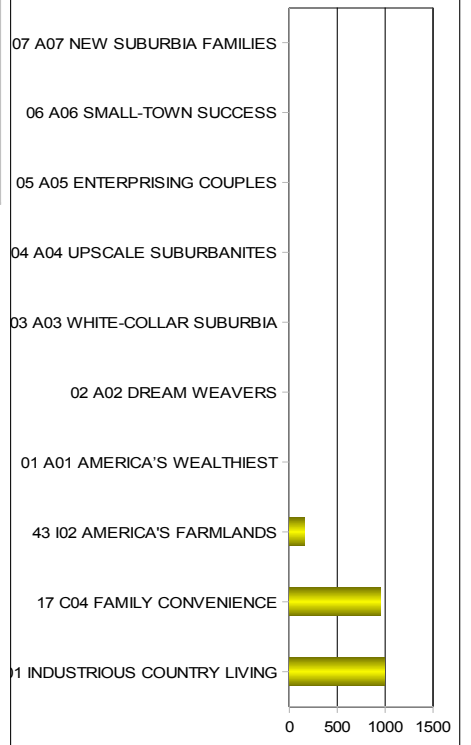 07 A07 NEW SUBURBIA FAMILIES
06 A06 SMALL-TOWN SUCCESS
05 A05 ENTERPRISING COUPLES
04 A04 UPSCALE SUBURBANITES
03 A03 WHITE-COLLAR SUBURBIA
02 A02 DREAM WEAVERS
01 A01 AMERICA’S WEALTHIEST
43 I02 AMERICA'S FARMLANDS
17 C04 FAMILY CONVENIENCE
01 INDUSTRIOUS COUNTRY LIVING
0 500 1000 1500